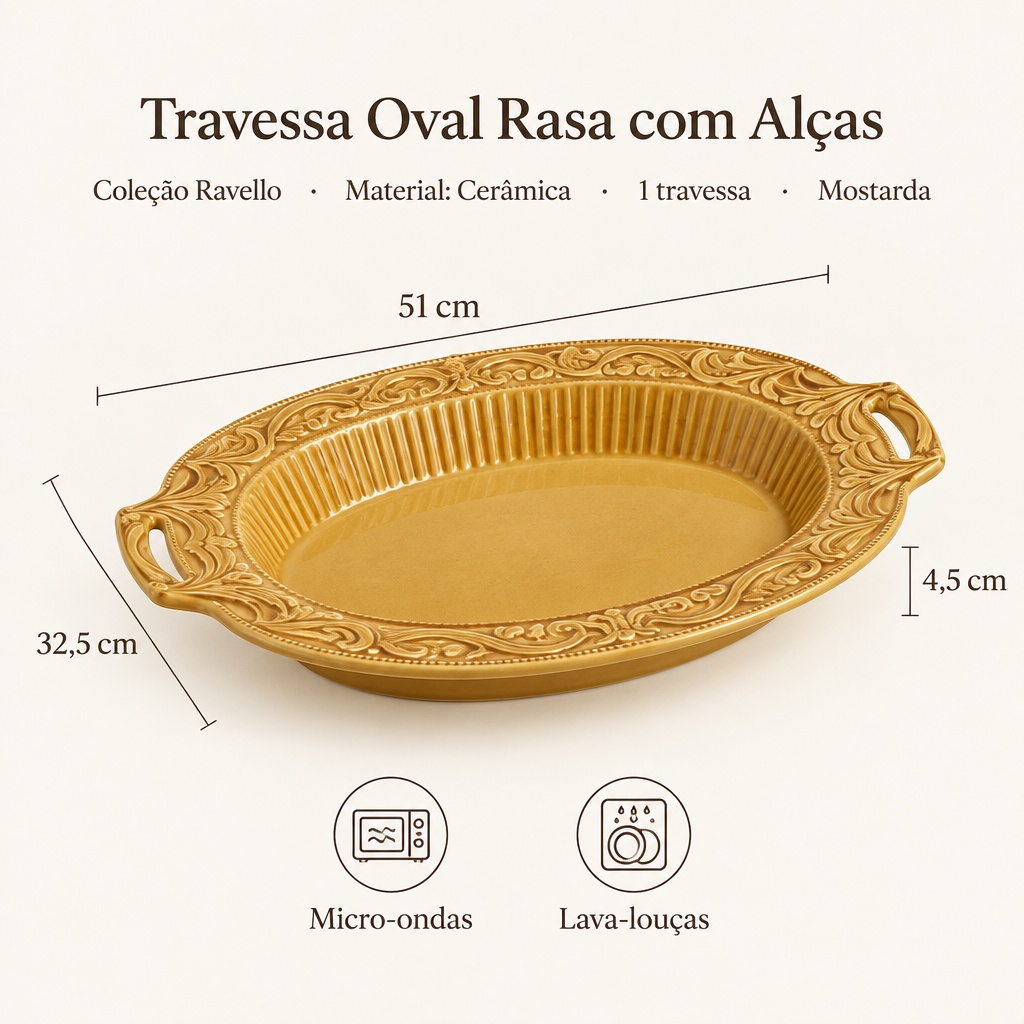 Travessa Oval Rasa com Alças
Coleção Ravello · Material: Cerâmica · 1 travessa · Mostarda
51 cm
4,5 cm
32,5 cm
Micro-ondas
Lava-louças